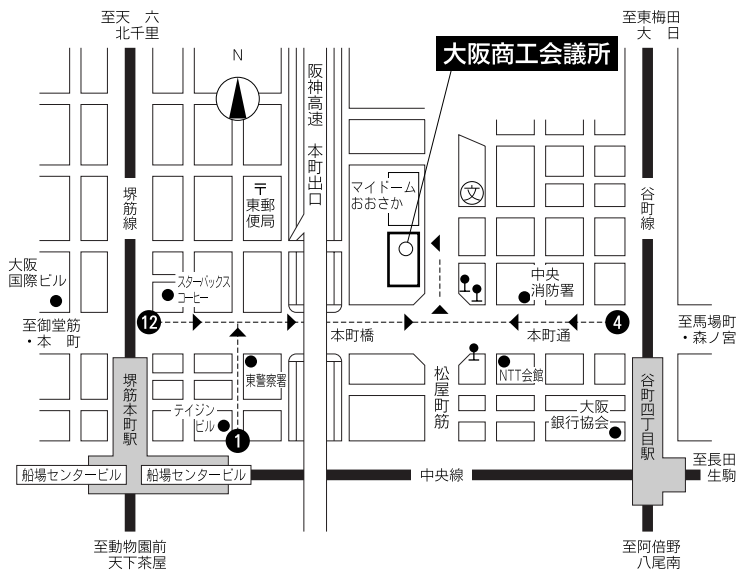 至天　六
北千里
至東梅田
大　日
N
大阪商工会議所
阪神高速　本町出口
堺筋線
〒
東郵
便局
マイドーム
おおさか
文
谷町線
大阪
国際ビル
スターバックス
コーヒー
中央
消防署
至御堂筋
・本　町
12
本町橋
本町通
4
至馬場町
・森ノ宮
堺筋本町駅
東警察署
松屋町筋
NTT会館
谷町四丁目駅
テイジン
ビル
1
大阪
銀行協会
船場センタービル
船場センタービル
中央線
至長田
生駒
至動物園前
天下茶屋
至阿倍野
八尾南